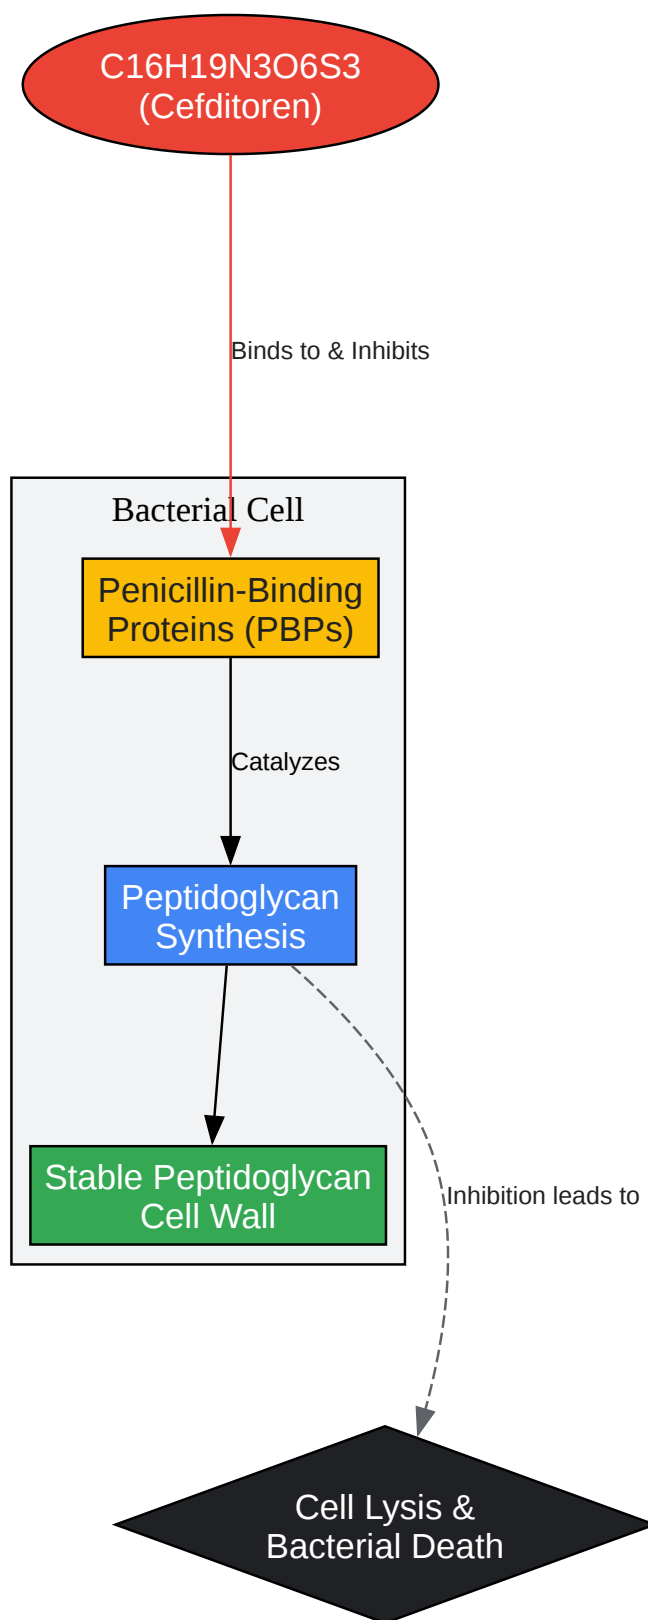 C16H19N3O6S3
(Cefditoren)
Binds to & Inhibits
Bacterial Cell
Penicillin-Binding
Proteins (PBPs)
Catalyzes
Peptidoglycan
Synthesis
Stable Peptidoglycan
Cell Wall
Inhibition leads to
Cell Lysis &
Bacterial Death